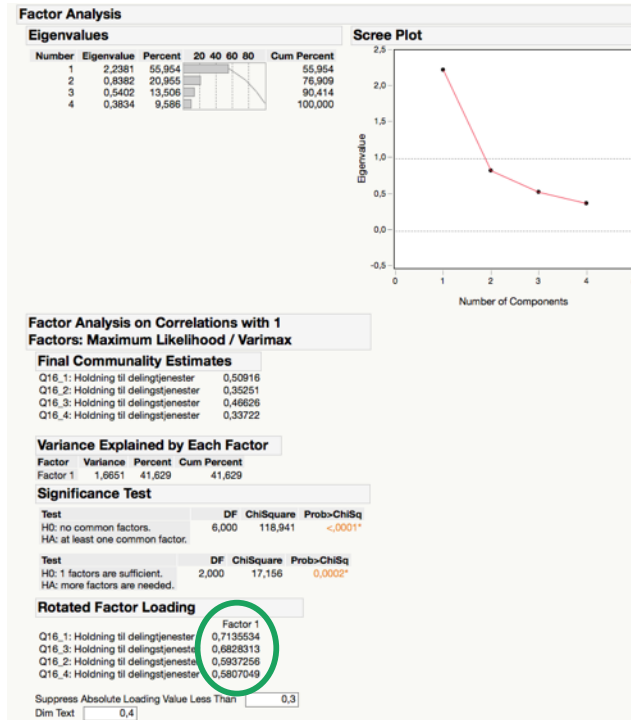 Factor Analysis
Eigenvalues
Number Eigenvalue Percent 20 40 60 80 Cum Percent
1 2,2381 55,954 55,954
2 0,8382 20,955 76,909
3 0,5402 13,506 90,414
4 0,3834 9,586 100,000
Scree Plot
2,5
2,0
1,5
1,0
0,5
0,0
-0,5
Eigenvalue
0 1 2 3 4
Number of Components
Factor Analysis on Correlations with 1
Factors: Maximum Likelihood / Varimax
Final Communality Estimates
Q16_1: Holdning til delingtjenester 0,50916
Q16_2: Holdning til delingstjenester 0,35251
Q16_3: Holdning til delingstjenester 0,46626
Q16_4: Holdning til delingstjenester 0,33722
Variance Explained by Each Factor
Factor Variance Percent Cum Percent
Factor 1 1,6651 41,629 41,629
Significance Test
Test DF ChiSquare Prob>ChiSq
H0: no common factors. 6,000 118,941 <,0001*
HA: at least one common factor.
Test DF ChiSquare Prob>ChiSq
H0: 1 factors are sufficient. 2,000 17,156 0,0002*
HA: more factors are needed.
Rotated Factor Loading
Factor 1
Q16_1: Holdning til delingtjenester 0,7135534
Q16_3: Holdning til delingstjeneste 0,6828313
Q16_2: Holdning til delingstjeneste 0,5937256
Q16_4: Holdning til delingstjeneste 0,5807049
Suppress Absolute Loading Value Less Than 0,3
Dim Text 0,4